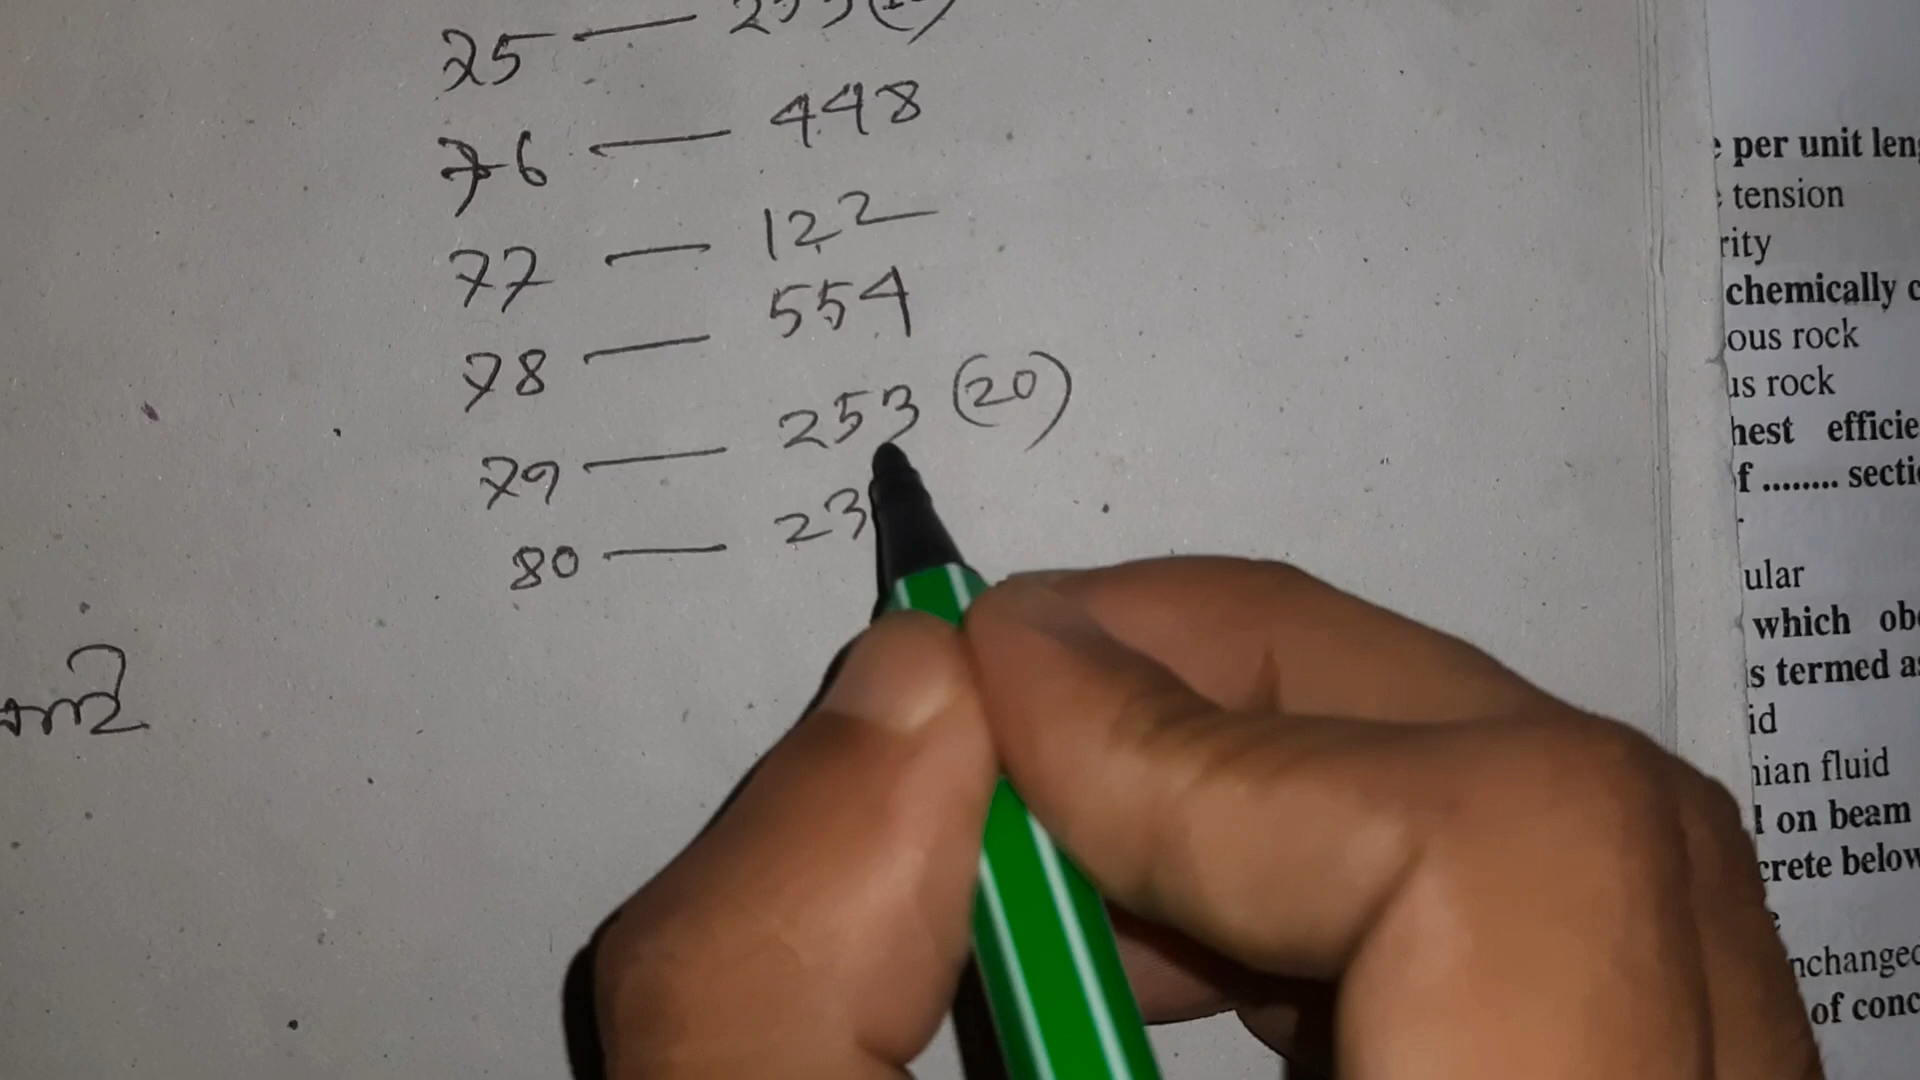 75 — 253
76 — 448
77 — 122
78 — 554
79 — 253 (20)
80 — 23
per unit len
tension
rity
chemically c
ous rock
us rock
hest efficie
f ........ secti
ular
which ob
s termed a
id
nian fluid
l on beam
crete below
e
nchanged
of conc